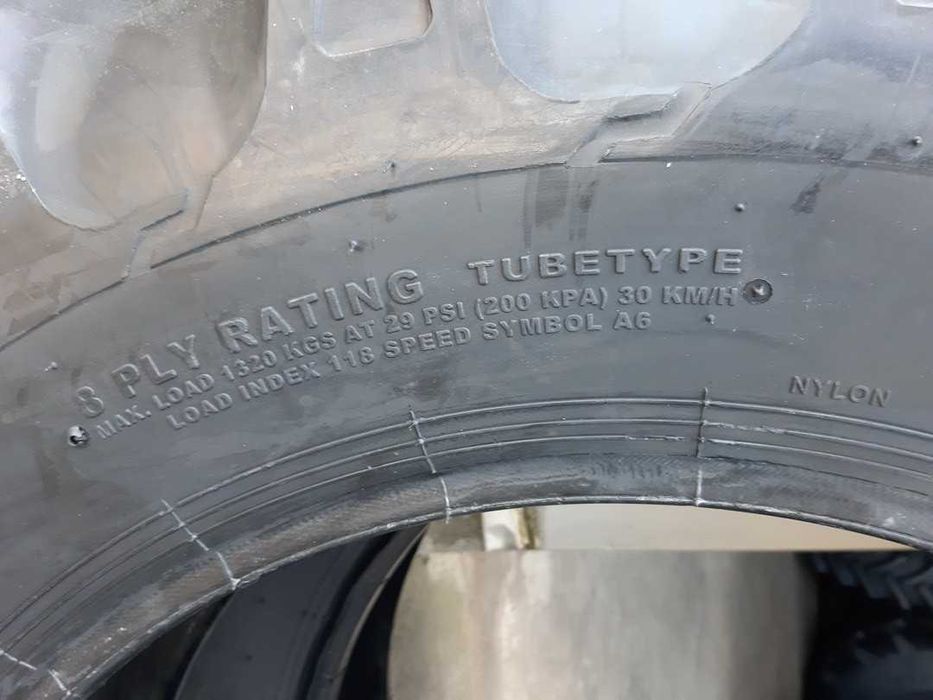 8 PLY RATING TUBETYPE
MAX. LOAD 1320 KGS AT 29 PSI (200 KPA) 30 KM/H
LOAD INDEX 118 SPEED SYMBOL A6
NYLON